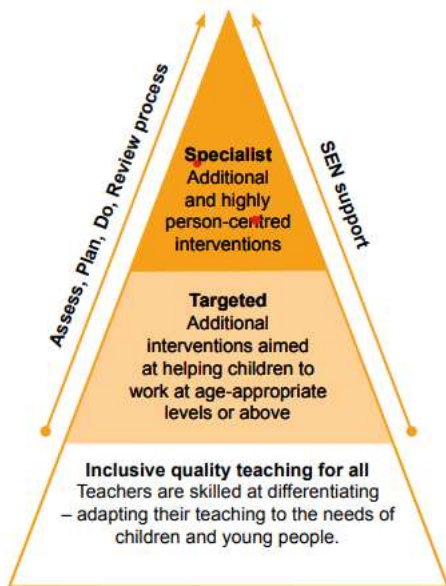 Assess, Plan, Do, Review process
SEN support
Specialist
Additional
and highly
person-centred
interventions
Targeted
Additional
interventions aimed
at helping children to
work at age-appropriate
levels or above
Inclusive quality teaching for all
Teachers are skilled at differentiating
– adapting their teaching to the needs of
children and young people.